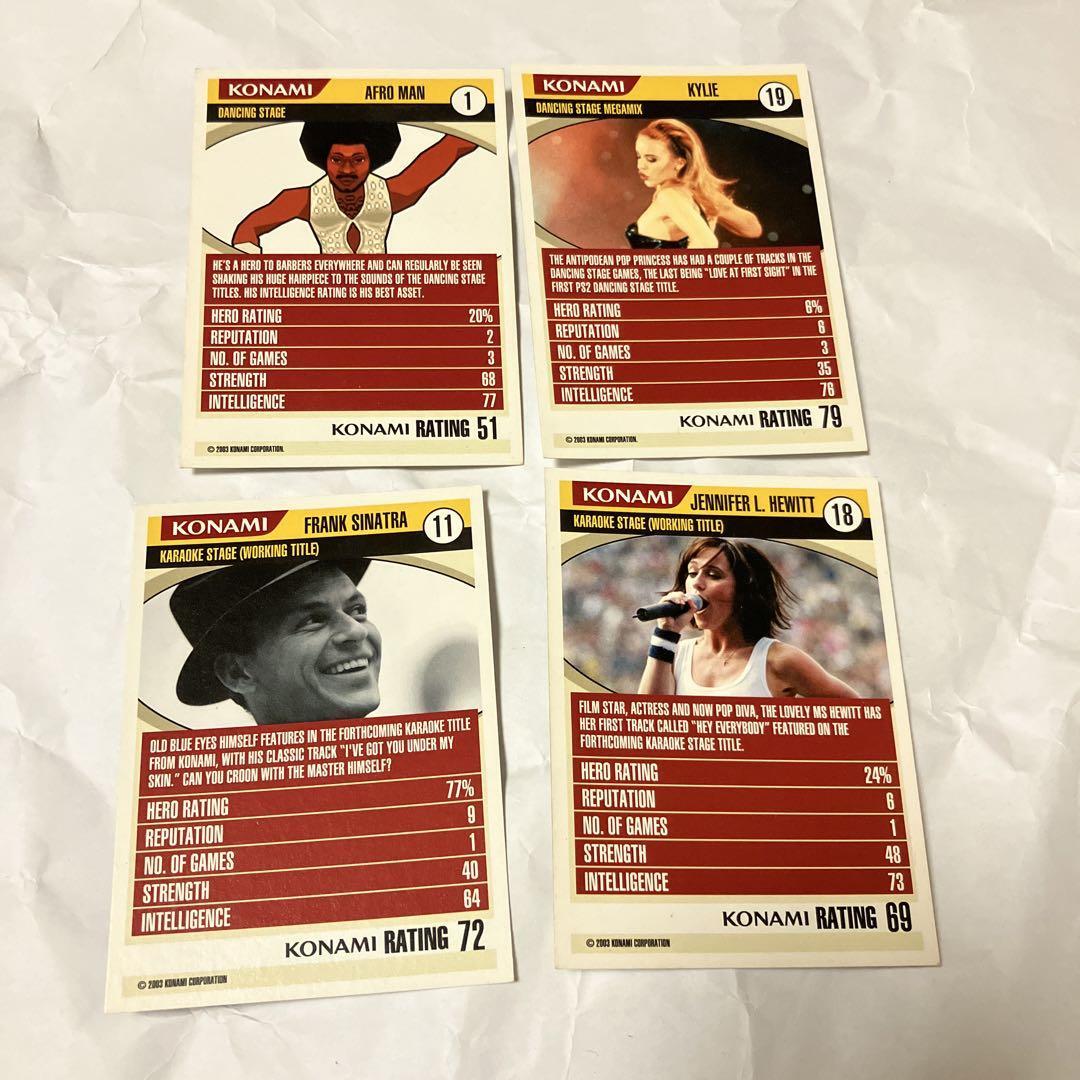 KONAMI AFRO MAN 1
DANCING STAGE
HE'S A HERO TO BARBERS EVERYWHERE AND CAN REGULARLY BE SEEN
SHAKING HIS HUGE HAIRPIECE TO THE SOUNDS OF THE DANCING STAGE
TITLES. HIS INTELLIGENCE RATING IS HIS BEST ASSET.
HERO RATING 20%
REPUTATION 2
NO. OF GAMES 3
STRENGTH 68
INTELLIGENCE 77
KONAMI RATING 51
© 2003 KONAMI CORPORATION.
KONAMI KYLIE 19
DANCING STAGE MEGAMIX
THE ANTIPODEAN POP PRINCESS HAS HAD A COUPLE OF TRACKS IN THE
DANCING STAGE GAMES, THE LAST BEING "LOVE AT FIRST SIGHT" IN THE
FIRST PS2 DANCING STAGE TITLE.
HERO RATING 6%
REPUTATION 6
NO. OF GAMES 3
STRENGTH 35
INTELLIGENCE 76
KONAMI RATING 79
© 2003 KONAMI CORPORATION.
KONAMI FRANK SINATRA 11
KARAOKE STAGE (WORKING TITLE)
OLD BLUE EYES HIMSELF FEATURES IN THE FORTHCOMING KARAOKE TITLE
FROM KONAMI, WITH HIS CLASSIC TRACK "I'VE GOT YOU UNDER MY
SKIN." CAN YOU CROON WITH THE MASTER HIMSELF?
HERO RATING 77%
REPUTATION 9
NO. OF GAMES 1
STRENGTH 40
INTELLIGENCE 64
KONAMI RATING 72
© 2003 KONAMI CORPORATION
KONAMI JENNIFER L. HEWITT 18
KARAOKE STAGE (WORKING TITLE)
FILM STAR, ACTRESS AND NOW POP DIVA, THE LOVELY MS HEWITT HAS
HER FIRST TRACK CALLED "HEY EVERYBODY" FEATURED ON THE
FORTHCOMING KARAOKE STAGE TITLE.
HERO RATING 24%
REPUTATION 6
NO. OF GAMES 1
STRENGTH 48
INTELLIGENCE 73
KONAMI RATING 69
© 2003 KONAMI CORPORATION